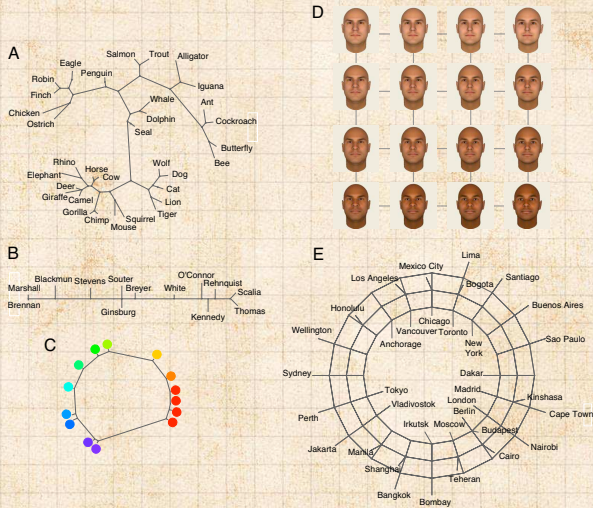 A
Salmon
Trout
Alligator
Eagle
Penguin
Robin
Iguana
Finch
Whale
Ant
Chicken
Dolphin
Cockroach
Ostrich
Seal
Butterfly
Bee
Rhino
Horse
Wolf
Elephant
Cow
Dog
Deer
Cat
Giraffe
Camel
Lion
Gorilla
Chimp
Squirrel
Tiger
Mouse
B
O'Connor
Blackmun
Stevens
Souter
Rehnquist
Marshall
Breyer
White
Scalia
Brennan
Ginsburg
Kennedy
Thomas
C
D
E
Lima
Mexico City
Los Angeles
Bogota
Santiago
Honolulu
Buenos Aires
Chicago
Wellington
Vancouver
Toronto
Anchorage
New
York
Sao Paulo
Sydney
Dakar
Tokyo
Madrid
Kinshasa
Vladivostok
London
Berlin
Cape Town
Perth
Irkutsk
Moscow
Budapest
Jakarta
Manila
Nairobi
Cairo
Shanghai
Teheran
Bangkok
Bombay